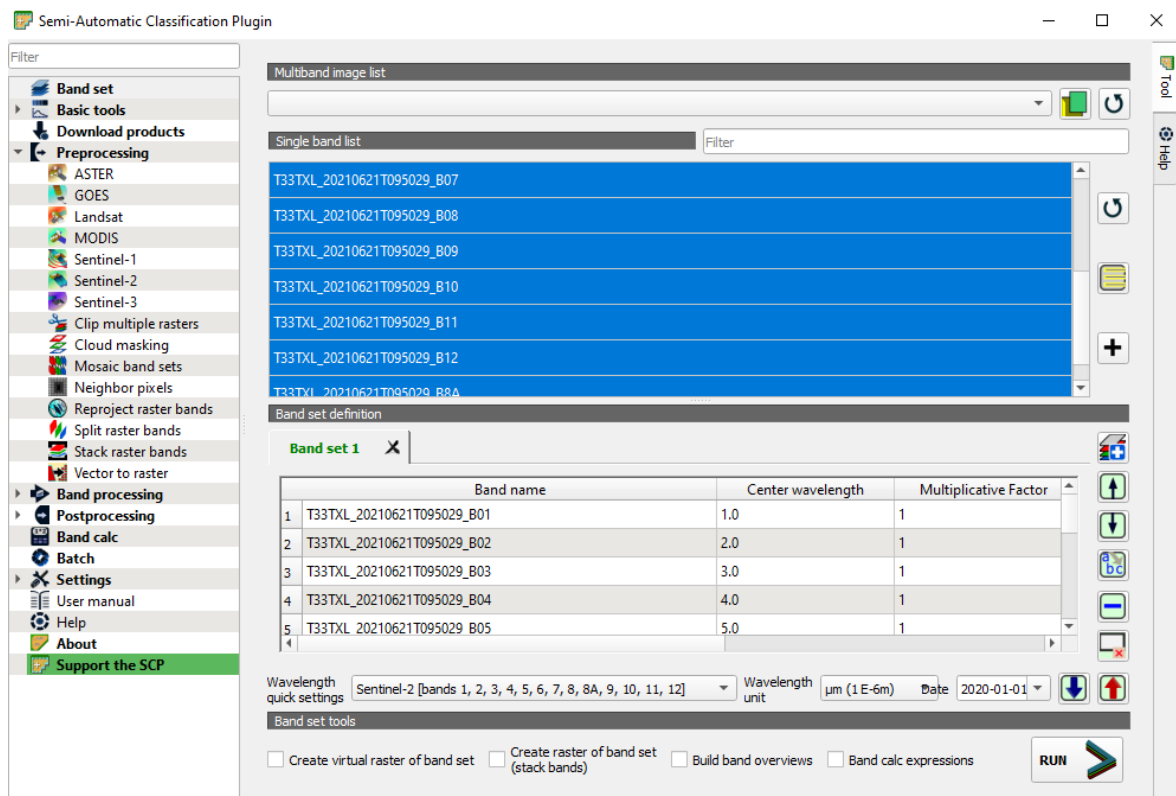 Semi-Automatic Classification Plugin
Filter
Band set
Basic tools
Download products
Preprocessing
ASTER
GOES
Landsat
MODIS
Sentinel-1
Sentinel-2
Sentinel-3
Clip multiple rasters
Cloud masking
Mosaic band sets
Neighbor pixels
Reproject raster bands
Split raster bands
Stack raster bands
Vector to raster
Band processing
Postprocessing
Band calc
Batch
Settings
User manual
Help
About
Support the SCP
Multiband image list
Single band list
Filter
T33TXL_20210621T095029_B07
T33TXL_20210621T095029_B08
T33TXL_20210621T095029_B09
T33TXL_20210621T095029_B10
T33TXL_20210621T095029_B11
T33TXL_20210621T095029_B12
T33TXL_20210621T095029_B8A
Band set definition
Band set 1
Band name Center wavelength Multiplicative Factor
1 T33TXL_20210621T095029_B01 1.0 1
2 T33TXL_20210621T095029_B02 2.0 1
3 T33TXL_20210621T095029_B03 3.0 1
4 T33TXL_20210621T095029_B04 4.0 1
5 T33TXL_20210621T095029_B05 5.0 1
a b c
Wavelength
quick settings
Sentinel-2 [bands 1, 2, 3, 4, 5, 6, 7, 8, 8A, 9, 10, 11, 12]
Wavelength
unit
µm (1 E-6m)
Date
2020-01-01
Band set tools
Create virtual raster of band set
Create raster of band set
(stack bands)
Build band overviews
Band calc expressions
RUN
Tool
Help